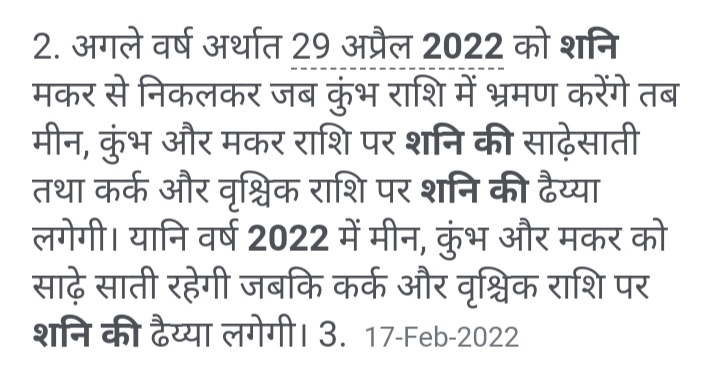 2. अगले वर्ष अर्थात 29 अप्रैल 2022 को शनि
मकर से निकलकर जब कुंभ राशि में भ्रमण करेंगे तब
मीन, कुंभ और मकर राशि पर शनि की साढ़ेसाती
तथा कर्क और वृश्चिक राशि पर शनि की ढैय्या
लगेगी। यानि वर्ष 2022 में मीन, कुंभ और मकर को
साढ़े साती रहेगी जबकि कर्क और वृश्चिक राशि पर
शनि की ढैय्या लगेगी। 3. 17-Feb-2022